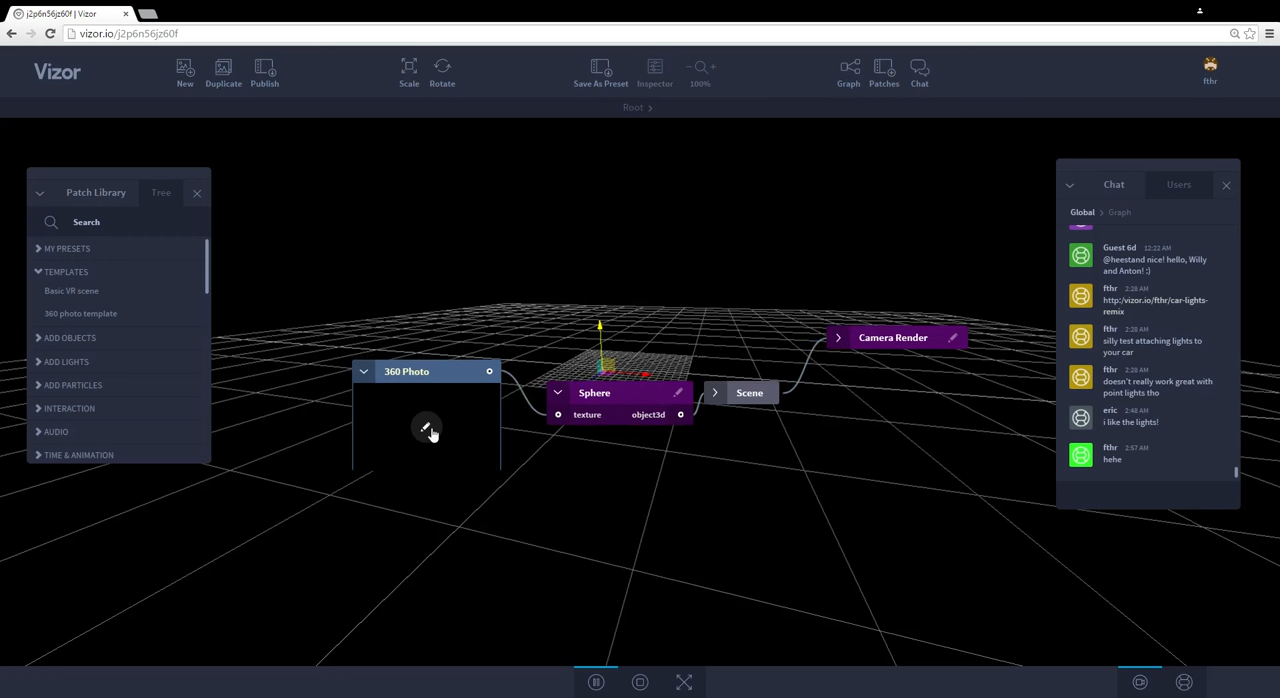 j2p6n56jz60f | Vizor
vizor.io/j2p6n56jz60f
Vizor
New
Duplicate
Publish
Scale
Rotate
Save As Preset
Inspector
100%
Graph
Patches
Chat
fthr
Root >
Patch Library
Tree
Search
MY PRESETS
TEMPLATES
Basic VR scene
360 photo template
ADD OBJECTS
ADD LIGHTS
ADD PARTICLES
INTERACTION
AUDIO
TIME & ANIMATION
360 Photo
Sphere
texture object3d
Scene
Camera Render
Chat
Users
Global > Graph
Guest 6d 12:22 AM
@heestand nice! hello, Willy
and Anton! :)
fthr 2:28 AM
http:/vizor.io/fthr/car-lights-
remix
fthr 2:28 AM
silly test attaching lights to
your car
fthr 2:28 AM
doesn't really work great with
point lights tho
eric 2:48 AM
i like the lights!
fthr 2:57 AM
hehe